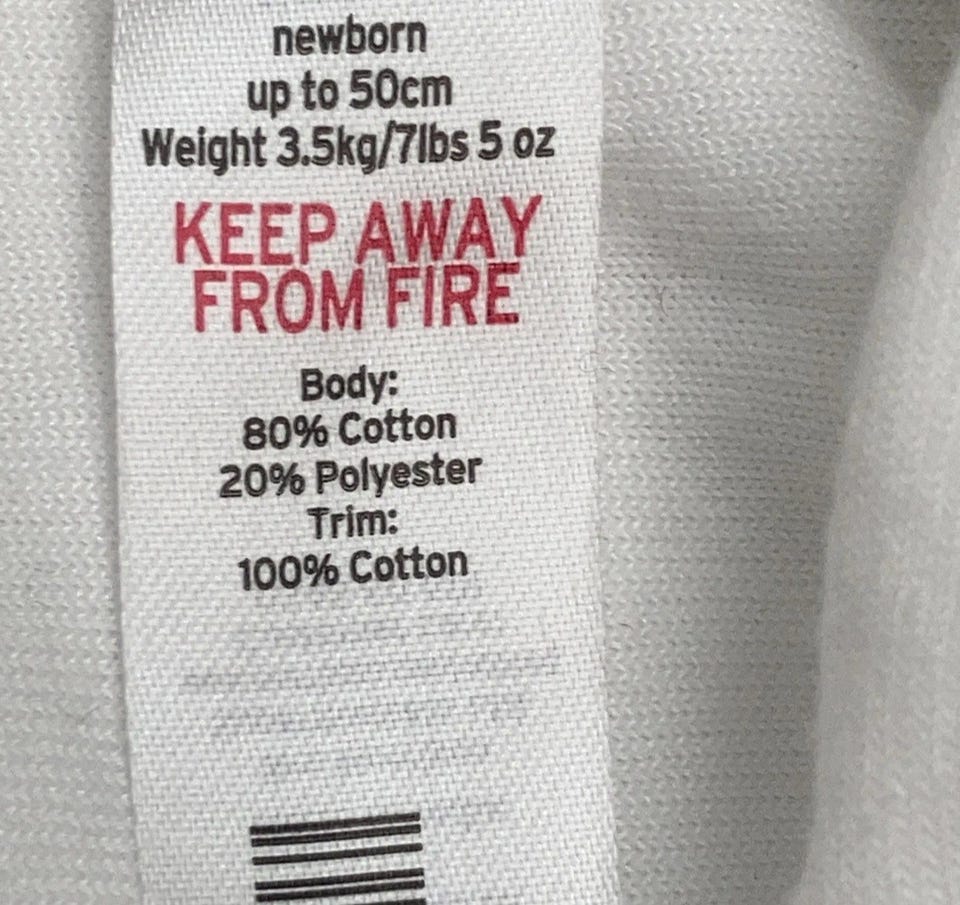 newborn
up to 50cm
Weight 3.5kg/7lbs 5 oz
KEEP AWAY
FROM FIRE
Body:
80% Cotton
20% Polyester
Trim:
100% Cotton